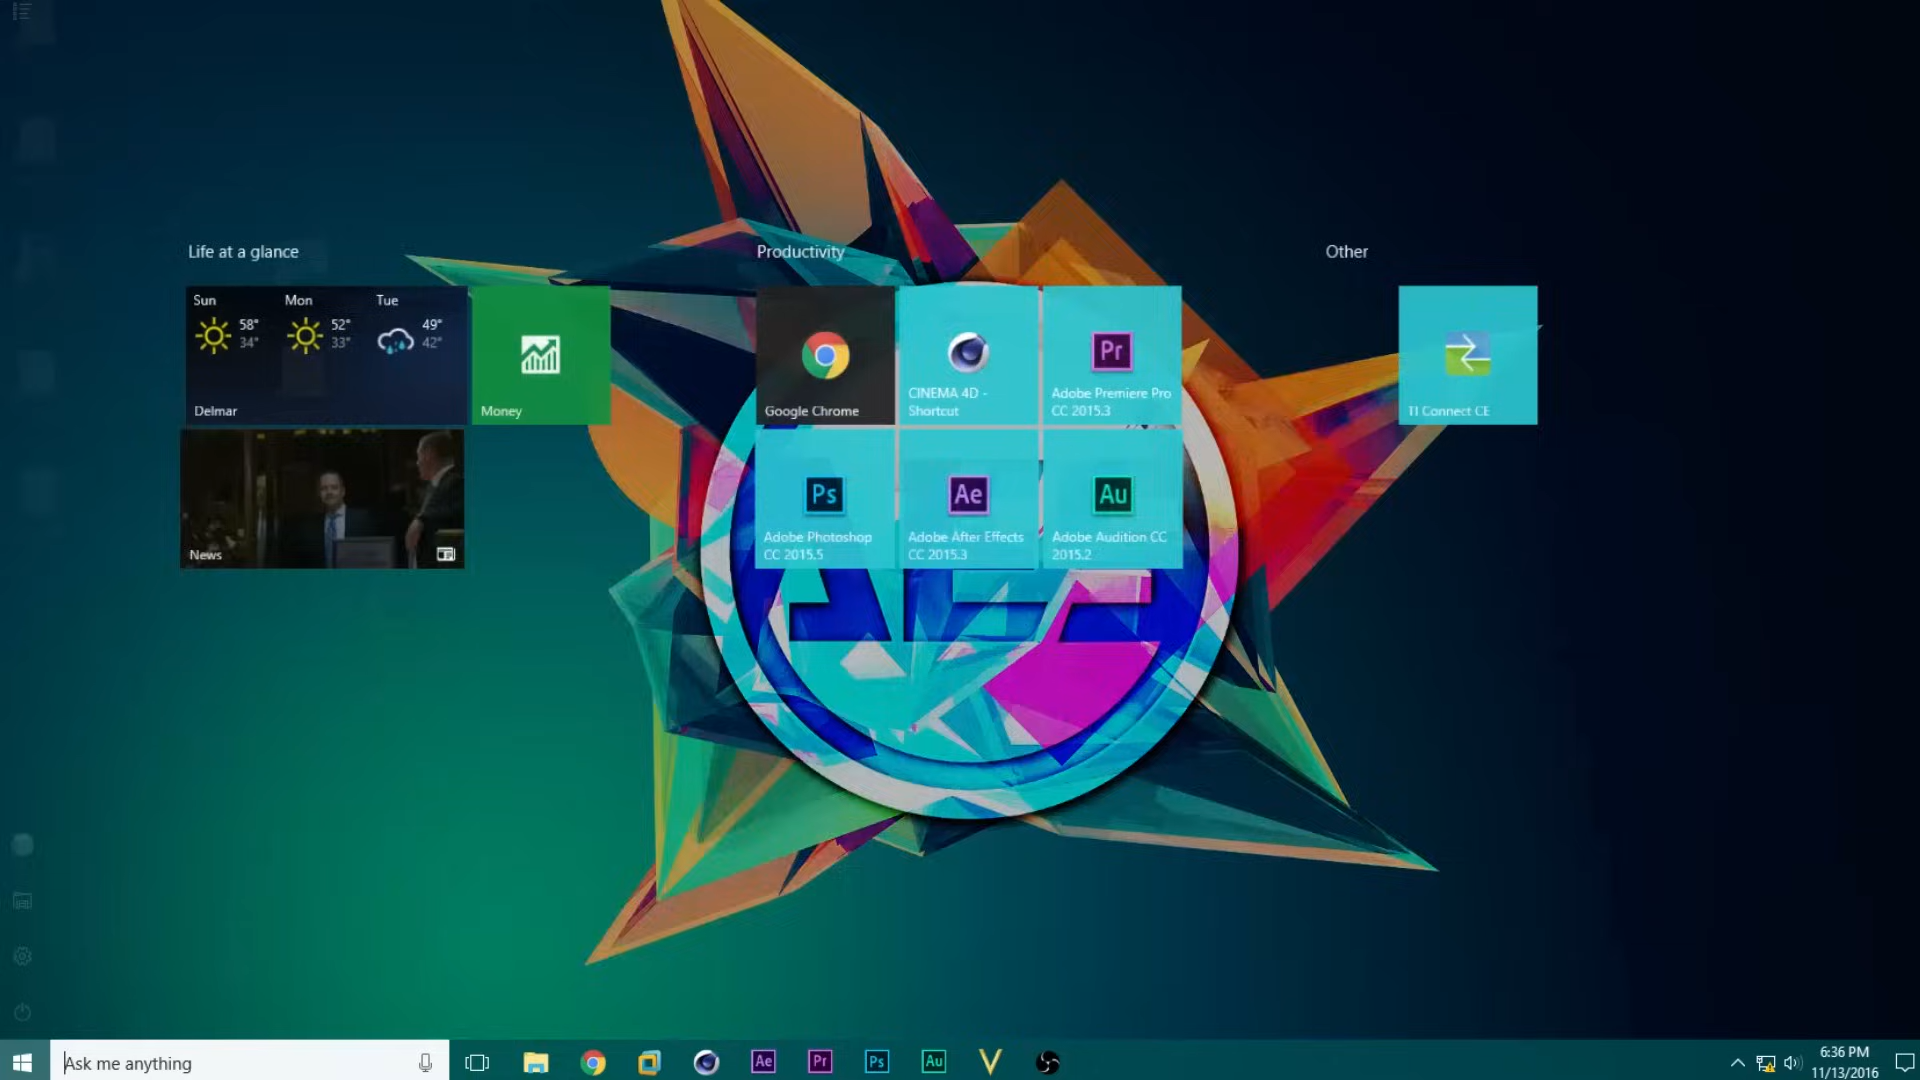 Life at a glance
Productivity
Other
Sun
Mon
Tue
58°
34°
52°
33°
49°
42°
Delmar
Money
Google Chrome
CINEMA 4D -
Shortcut
Pr
Adobe Premiere Pro
CC 2015.3
TI Connect CE
News
Ps
Adobe Photoshop
CC 2015.5
Ae
Adobe After Effects
CC 2015.3
Au
Adobe Audition CC
2015.2
Ask me anything
Ae
Pr
Ps
Au
6:36 PM
11/13/2016